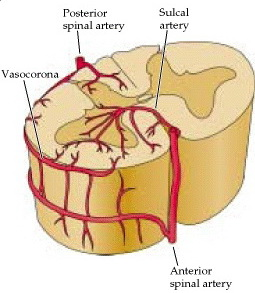 Posterior
spinal artery
Sulcal
artery
Vasocorona
Anterior
spinal artery